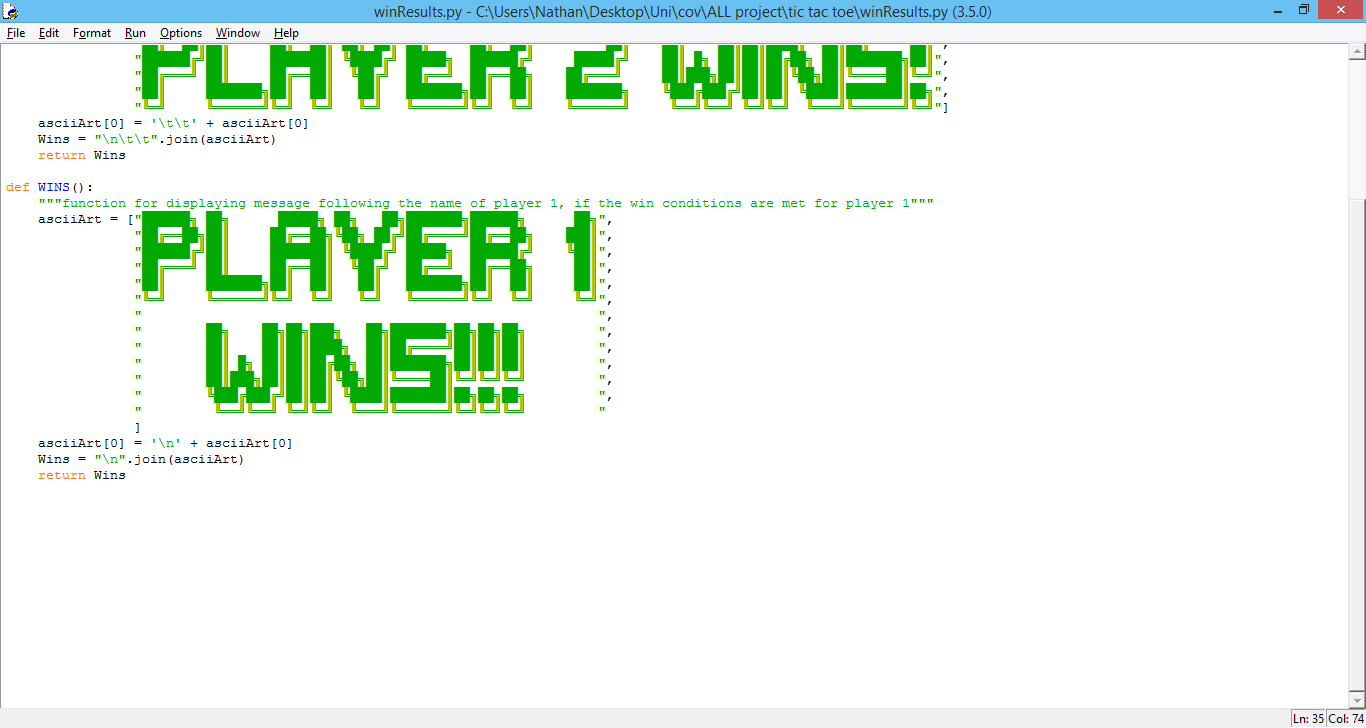 winResults.py - C:\Users\Nathan\Desktop\Uni\cov\ALL project\tic tac toe\winResults.py (3.5.0)
File Edit Format Run Options Window Help
PLAYER 2 WINS!
"]
asciiArt[0] = '\t\t' + asciiArt[0]
Wins = "\n\t\t".join(asciiArt)
return Wins
def WINS():
"""function for displaying message following the name of player 1, if the win conditions are met for player 1"""
asciiArt = ["
PLAYER 1
WINS!!!
]
asciiArt[0] = '\n' + asciiArt[0]
Wins = "\n".join(asciiArt)
return Wins
Ln: 35 Col: 74